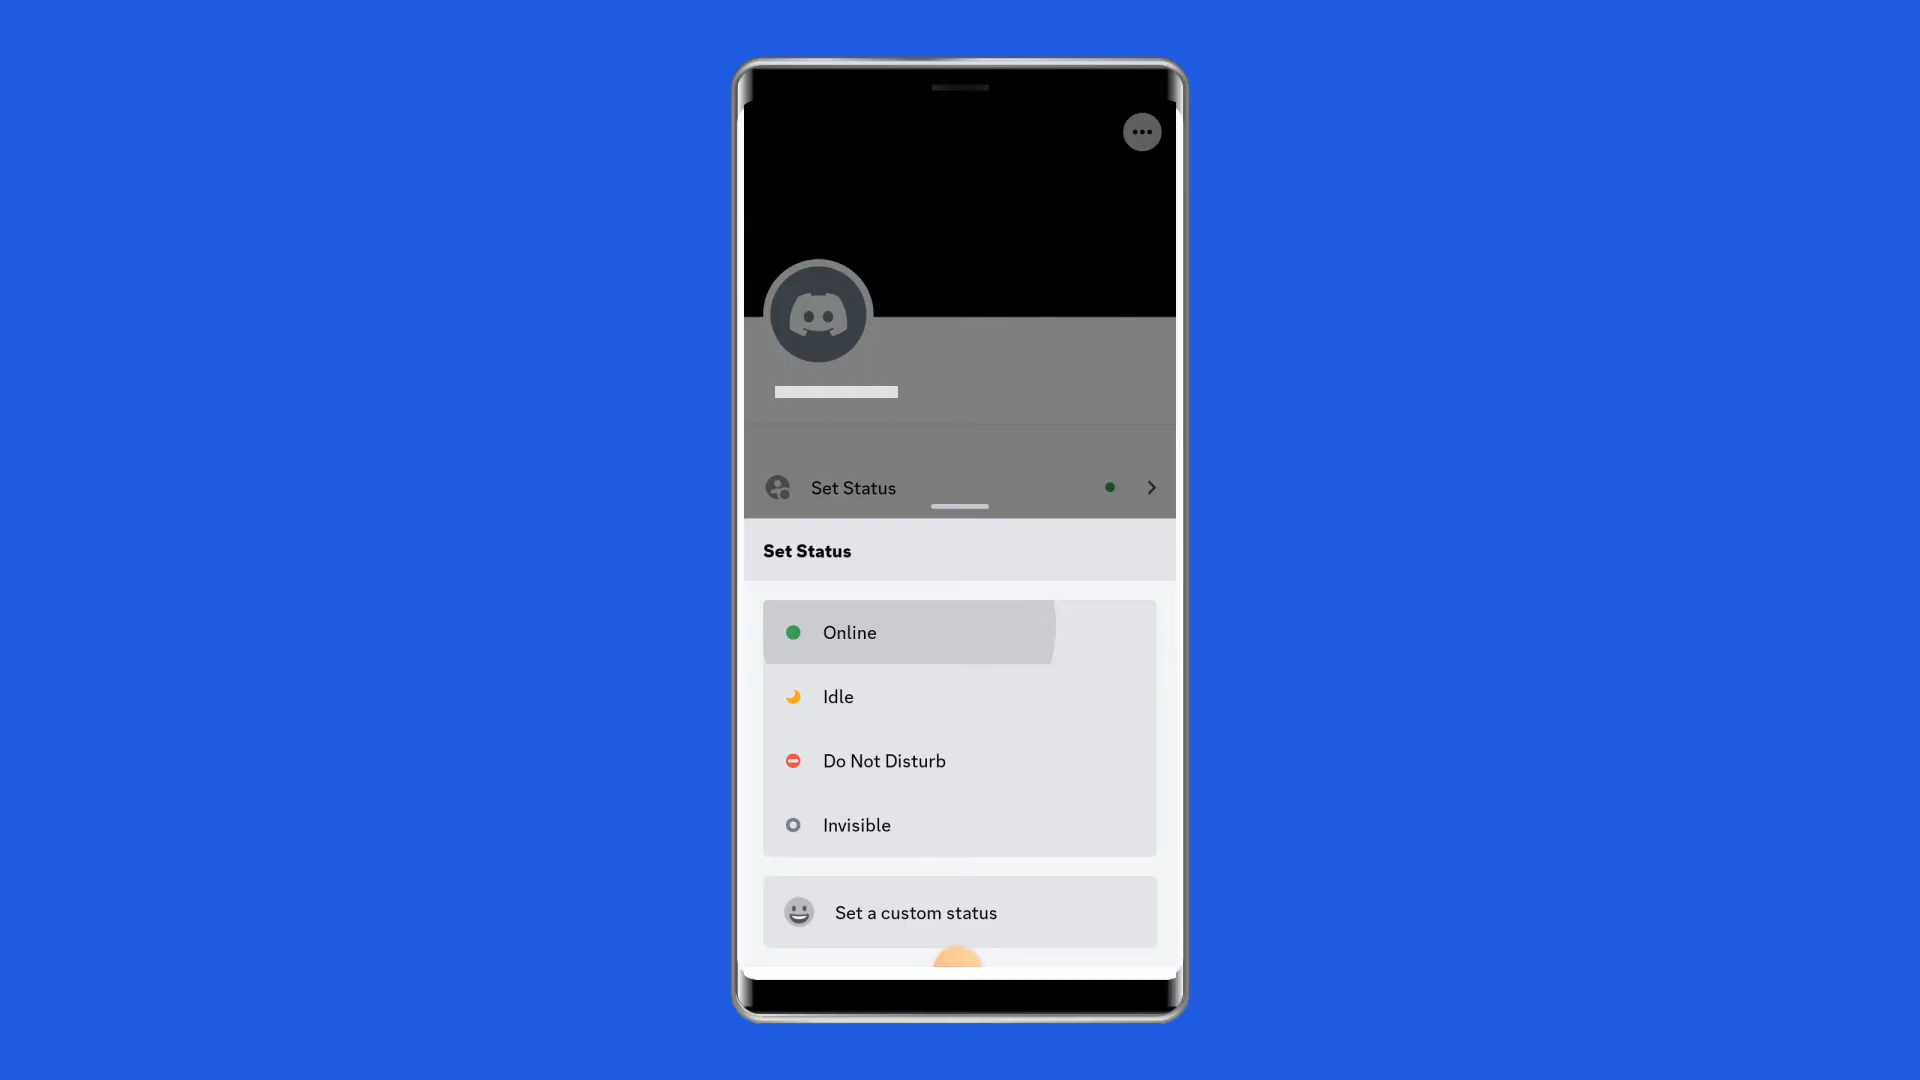 Set Status
Set Status
Online
Idle
Do Not Disturb
Invisible
Set a custom status